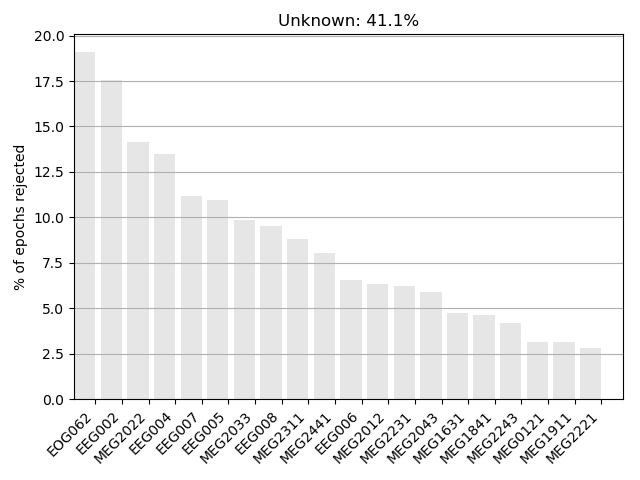 Unknown: 41.1%
% of epochs rejected
20.0
17.5
15.0
12.5
10.0
7.5
5.0
2.5
0.0
EOG062
EEG002
MEG2022
EEG004
EEG007
EEG005
MEG2033
EEG008
MEG2311
MEG2441
EEG006
MEG2012
MEG2231
MEG2043
MEG1631
MEG1841
MEG2243
MEG0121
MEG1911
MEG2221